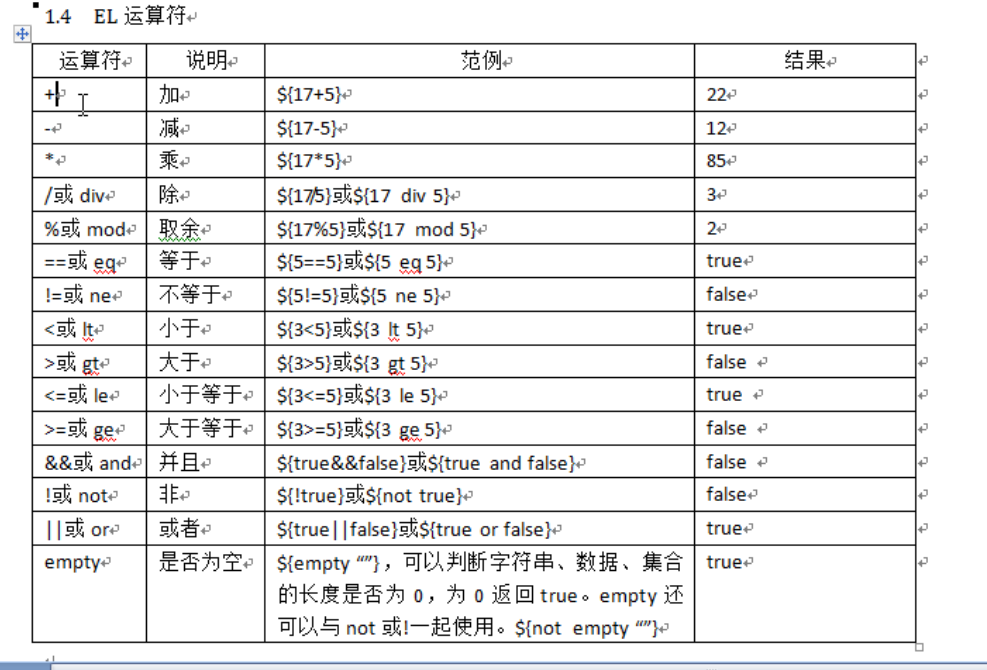 1.4 EL 运算符
运算符 说明 范例 结果
+ 加 ${17+5} 22
- 减 ${17-5} 12
* 乘 ${17*5} 85
/或 div 除 ${17/5}或${17 div 5} 3
%或 mod 取余 ${17%5}或${17 mod 5} 2
==或 eq 等于 ${5==5}或${5 eq 5} true
!=或 ne 不等于 ${5!=5}或${5 ne 5} false
<或 lt 小于 ${3<5}或${3 lt 5} true
>或 gt 大于 ${3>5}或${3 gt 5} false
<=或 le 小于等于 ${3<=5}或${3 le 5} true
>=或 ge 大于等于 ${3>=5}或${3 ge 5} false
&&或 and 并且 ${true&&false}或${true and false} false
!或 not 非 ${!true}或${not true} false
||或 or 或者 ${true||false}或${true or false} true
empty 是否为空 ${empty “”}，可以判断字符串、数据、集合 true
的长度是否为 0，为 0 返回 true。empty 还
可以与 not 或!一起使用。${not empty “”}